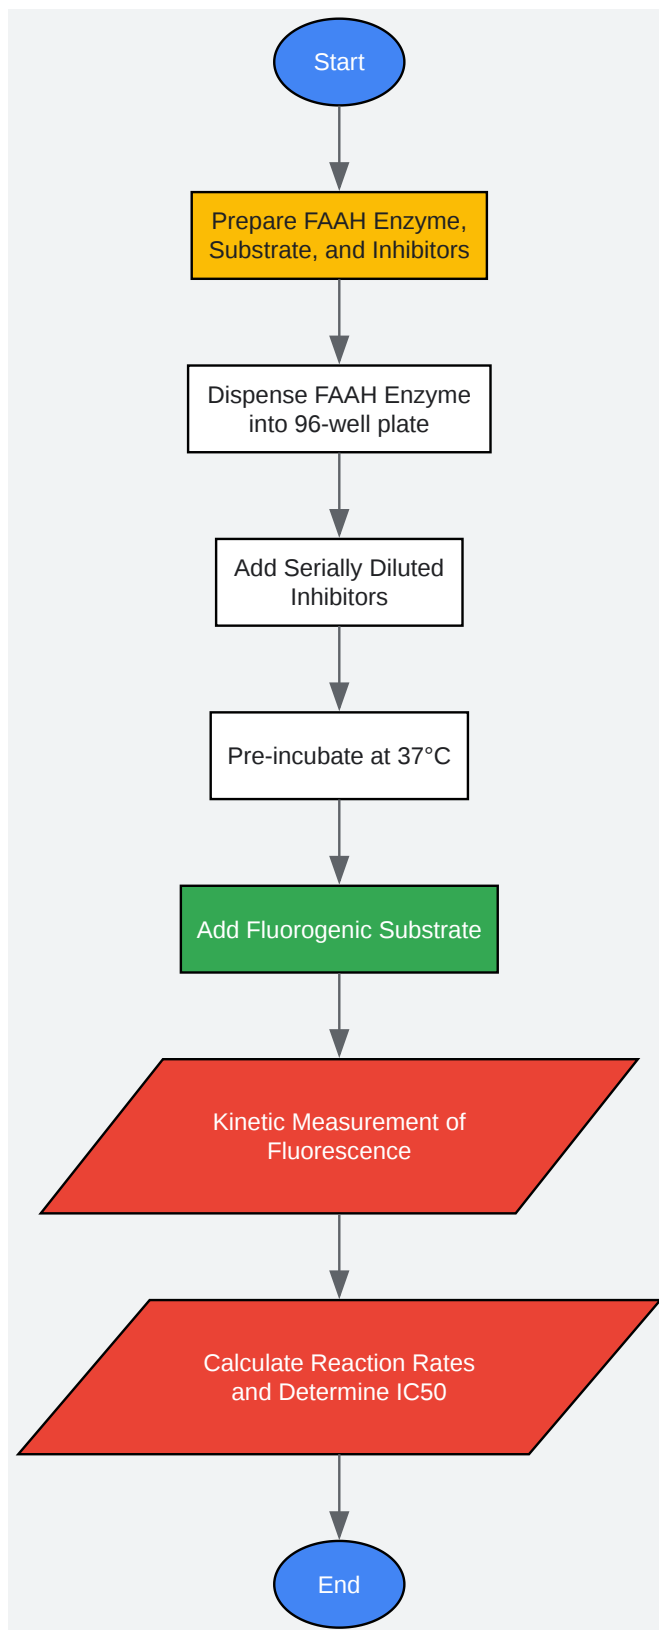 Start
Prepare FAAH Enzyme,
Substrate, and Inhibitors
Dispense FAAH Enzyme
into 96-well plate
Add Serially Diluted
Inhibitors
Pre-incubate at 37°C
Add Fluorogenic Substrate
Kinetic Measurement of
Fluorescence
Calculate Reaction Rates
and Determine IC50
End